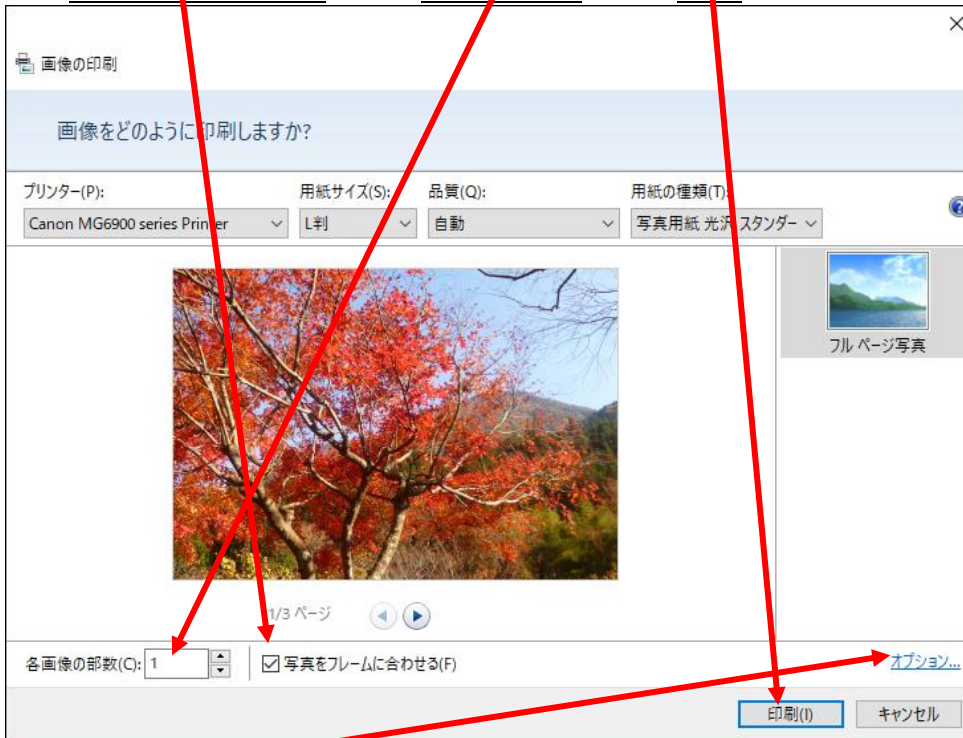 画像の印刷
画像をどのように印刷しますか?
プリンター(P): 用紙サイズ(S): 品質(Q): 用紙の種類(T):
Canon MG6900 series Printer L判 自動 写真用紙 光沢 スタンダー
フル ページ写真
1/3 ページ
各画像の部数(C): 1 写真をフレームに合わせる(F) オプション...
印刷(I) キャンセル